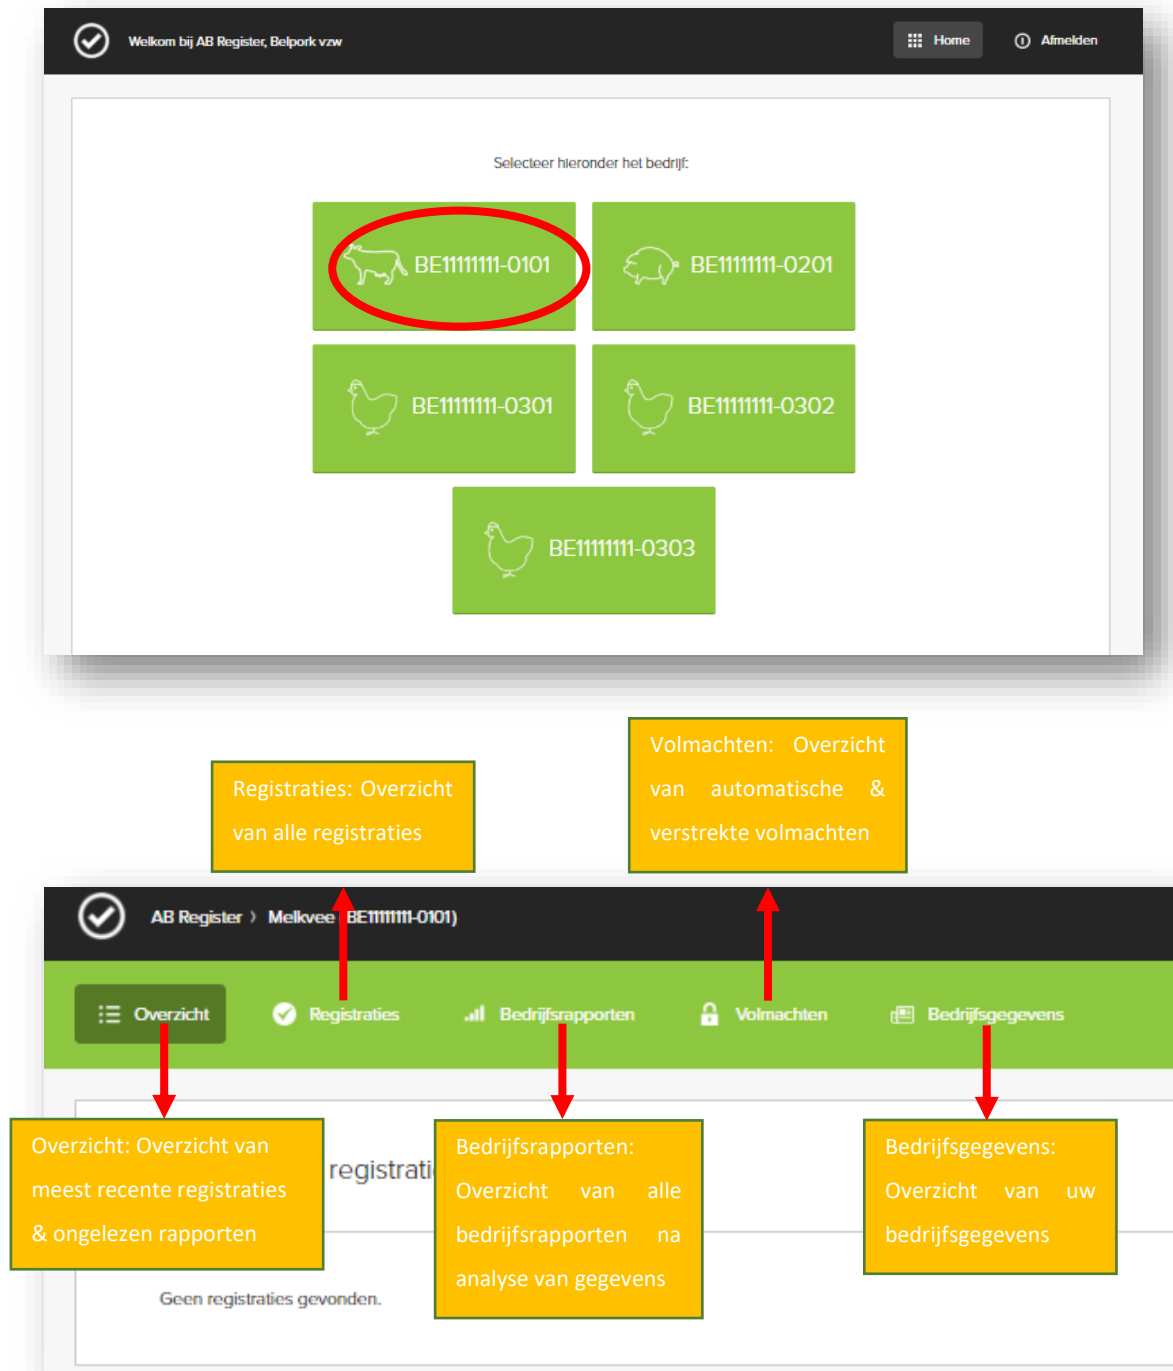 Welkom bij AB Register, Belpork vzw
Home
Afmelden
Selecteer hieronder het bedrijf:
BE11111111-0101
BE11111111-0201
BE11111111-0301
BE11111111-0302
BE11111111-0303
Registraties: Overzicht
van alle registraties
Volmachten: Overzicht
van automatische &
verstrekte volmachten
AB Register > Melkvee (BE11111111-0101)
Overzicht
Registraties
Bedrijfsrapporten
Volmachten
Bedrijfsgegevens
Overzicht: Overzicht van
meest recente registraties
& ongelezen rapporten
Bedrijfsrapporten:
Overzicht van alle
bedrijfsrapporten na
analyse van gegevens
Bedrijfsgegevens:
Overzicht van uw
bedrijfsgegevens
registrati
Geen registraties gevonden.